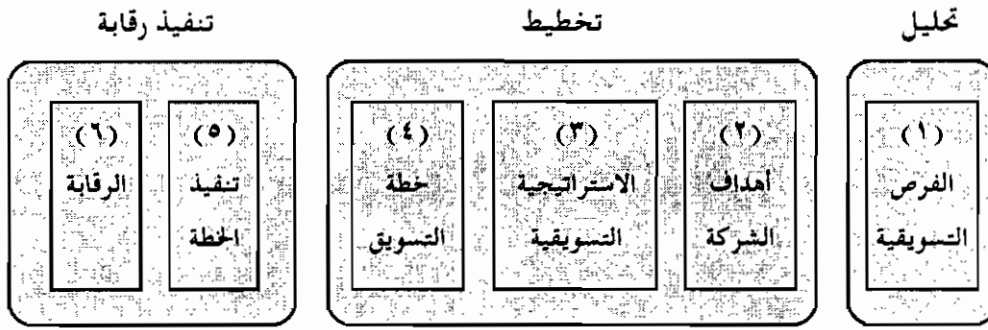 تحليل
تخطيط
تنفيذ رقابة
(١)
الفرص
التسويقية
(٢)
أهداف
الشركة
(٣)
الاستراتيجية
التسويقية
(٤)
خطة
التسويق
(٥)
تنفيذ
الخطة
(٦)
الرقابة